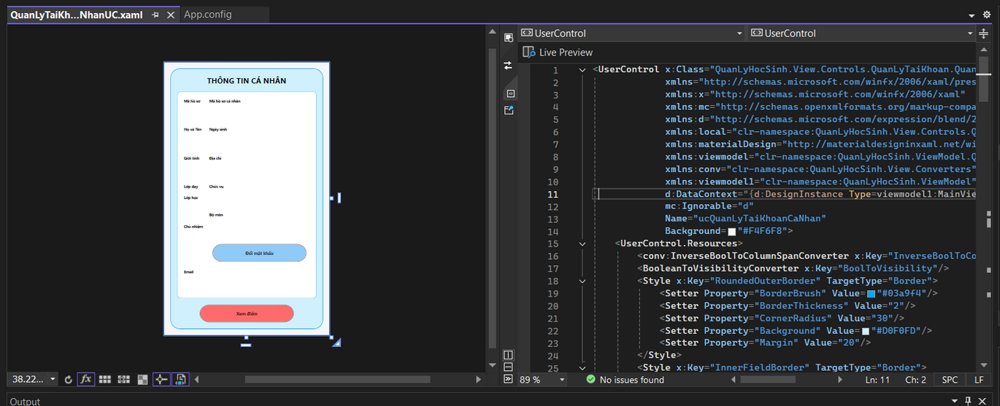 QuanLyTaiKh...NhanUC.xaml
App.config
THÔNG TIN CÁ NHÂN
Mã hồ sơ Mã hồ sơ cá nhân
Họ và Tên Ngày sinh
Giới tính Địa chỉ
Lớp dạy Chức vụ
Lớp học
Bộ môn
Chủ nhiệm
Đổi mật khẩu
Email
Xem điểm
38.22...
fx
UserControl UserControl
Live Preview
1 <UserControl x:Class="QuanLyHocSinh.View.Controls.QuanLyTaiKhoan.Quan
2 xmlns="http://schemas.microsoft.com/winfx/2006/xaml/pres
3 xmlns:x="http://schemas.microsoft.com/winfx/2006/xaml"
4 xmlns:mc="http://schemas.openxmlformats.org/markup-compa
5 xmlns:d="http://schemas.microsoft.com/expression/blend/2
6 xmlns:local="clr-namespace:QuanLyHocSinh.View.Controls.Q
7 xmlns:materialDesign="http://materialdesigninxaml.net/wi
8 xmlns:viewmodel="clr-namespace:QuanLyHocSinh.ViewModel.Q
9 xmlns:conv="clr-namespace:QuanLyHocSinh.View.Converters"
10 xmlns:viewmodel1="clr-namespace:QuanLyHocSinh.ViewModel"
11 d:DataContext="{d:DesignInstance Type=viewmodel1:MainVie
12 mc:Ignorable="d"
13 Name="ucQuanLyTaiKhoanCaNhan"
14 Background="#F4F6F8">
15 <UserControl.Resources>
16 <conv:InverseBoolToColumnSpanConverter x:Key="InverseBoolToCo
17 <BooleanToVisibilityConverter x:Key="BoolToVisibility"/>
18 <Style x:Key="RoundedOuterBorder" TargetType="Border">
19 <Setter Property="BorderBrush" Value="#03a9f4"/>
20 <Setter Property="BorderThickness" Value="2"/>
21 <Setter Property="CornerRadius" Value="30"/>
22 <Setter Property="Background" Value="#D0F0FD"/>
23 <Setter Property="Margin" Value="20"/>
24 </Style>
25 <Style x:Key="InnerFieldBorder" TargetType="Border">
89 % No issues found Ln: 11 Ch: 2 SPC LF
Output